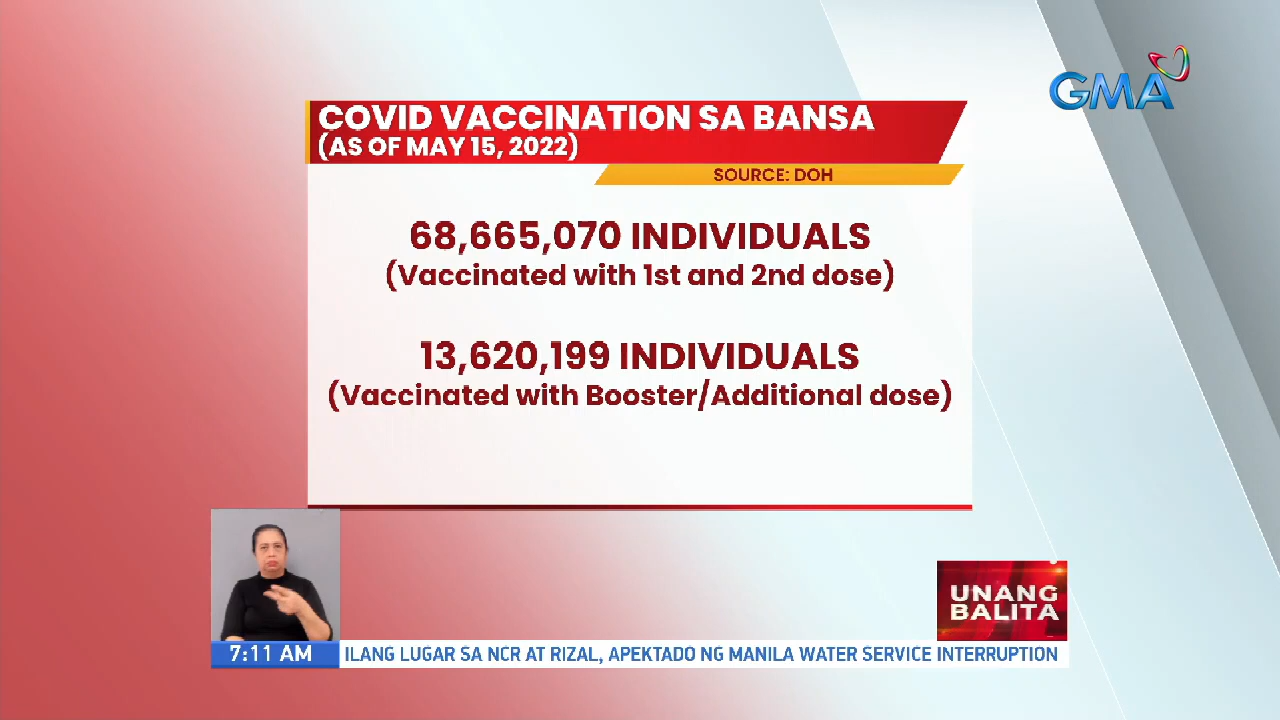 GMA
COVID VACCINATION SA BANSA
(AS OF MAY 15, 2022)
SOURCE: DOH
68,665,070 INDIVIDUALS
(Vaccinated with 1st and 2nd dose)
13,620,199 INDIVIDUALS
(Vaccinated with Booster/Additional dose)
UNANG
BALITA
7:11 AM
ILANG LUGAR SA NCR AT RIZAL, APEKTADO NG MANILA WATER SERVICE INTERRUPTION